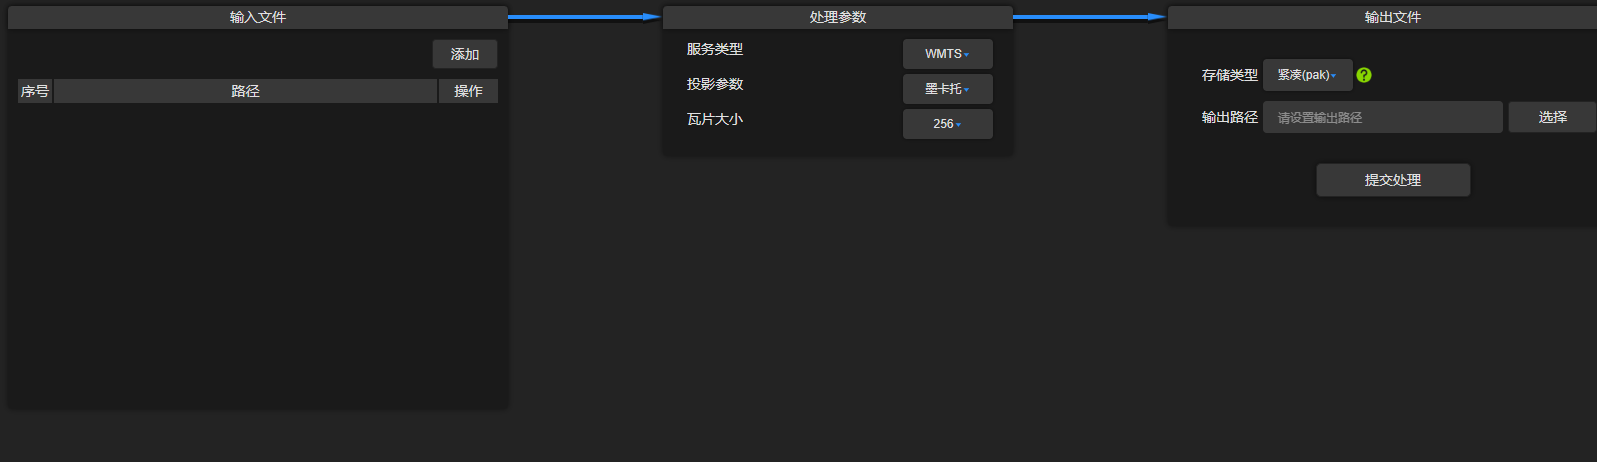 输入文件
添加
序号 路径 操作
处理参数
服务类型 WMTS
投影参数 墨卡托
瓦片大小 256
输出文件
存储类型 紧凑(pak) ?
输出路径 请设置输出路径 选择
提交处理